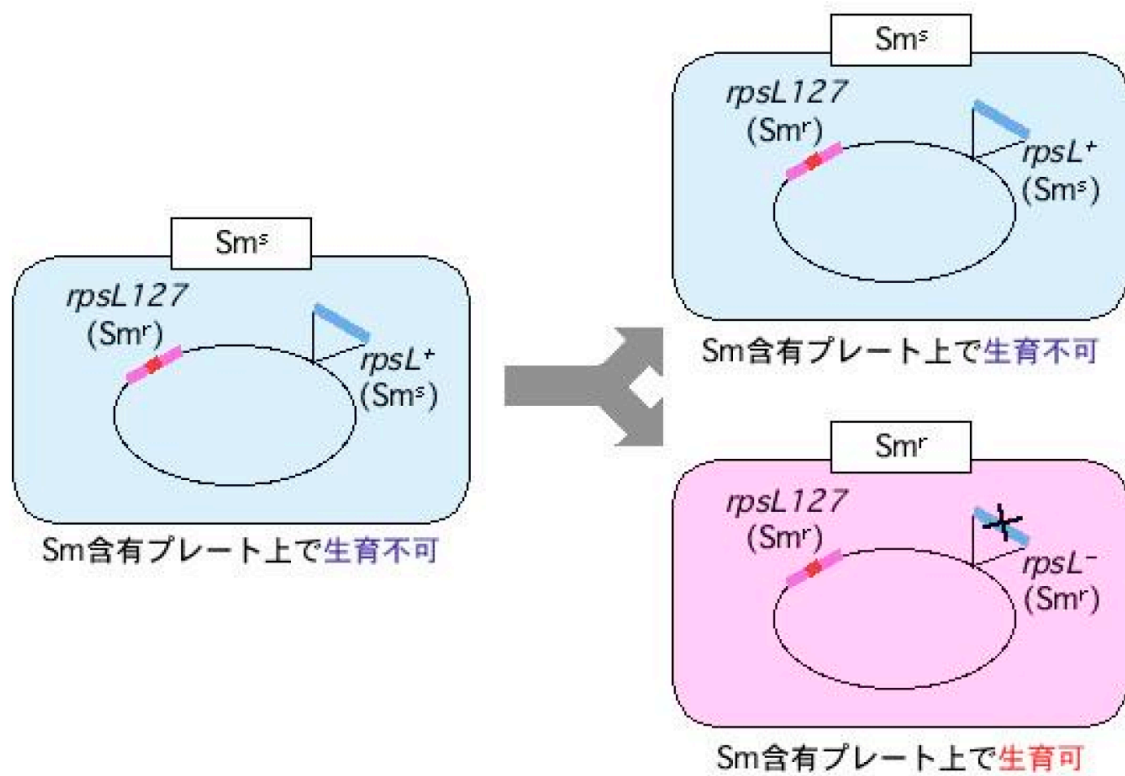 Smˢ
rpsL127
(Smʳ)
rpsL⁺
(Smˢ)
Sm含有プレート上で生育不可
Smˢ
rpsL127
(Smʳ)
rpsL⁺
(Smˢ)
Sm含有プレート上で生育不可
Smʳ
rpsL127
(Smʳ)
rpsL⁻
(Smʳ)
Sm含有プレート上で生育可